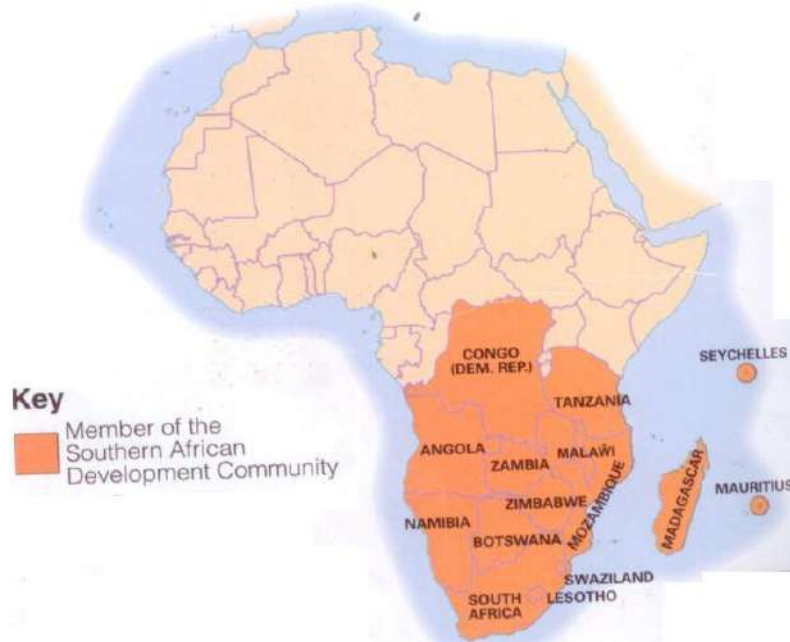 CONGO
(DEM. REP.)
SEYCHELLES
TANZANIA
Key
Member of the
Southern African
Development Community
ANGOLA
MALAWI
ZAMBIA
MADAGASCAR
MAURITIUS
ZIMBABWE
MOZAMBIQUE
NAMIBIA
BOTSWANA
SWAZILAND
LESOTHO
SOUTH
AFRICA